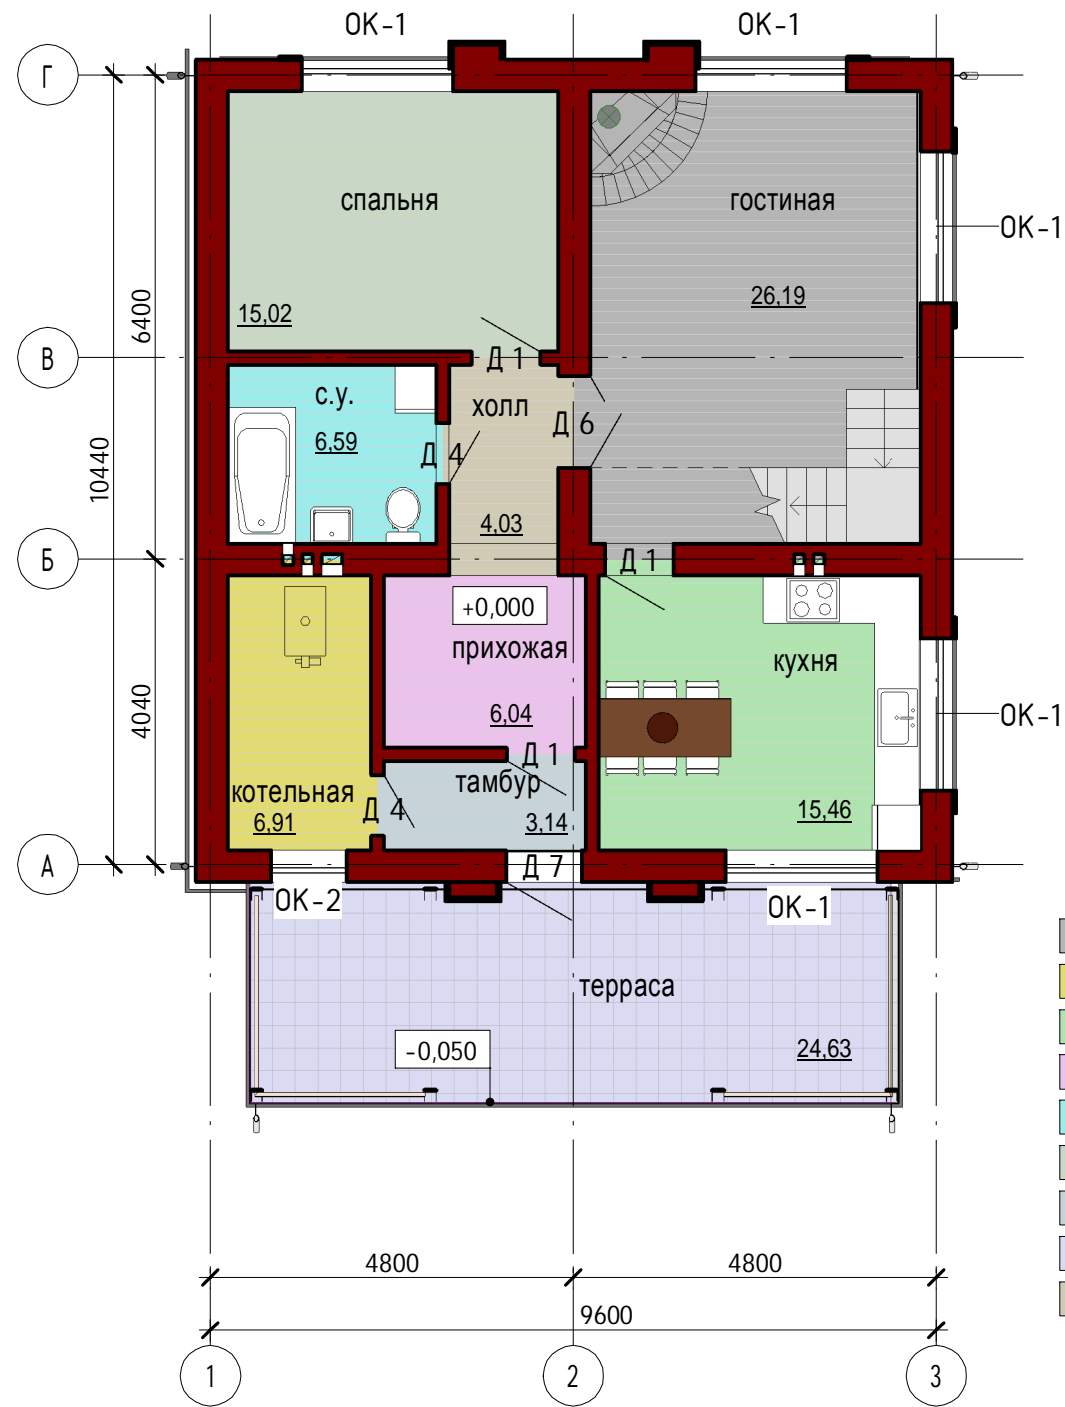 ОК-1 ОК-1
Г
спальня гостиная
ОК-1
15,02 26,19
6400
В
Д 1
с.у. холл
6,59 Д 6
Д 4
10440
4,03
Б
Д 1
+0,000
прихожая кухня
4040
6,04 ОК-1
Д 1
котельная тамбур
6,91 Д 4 3,14 15,46
А
Д 7
ОК-2 ОК-1
терраса
-0,050 24,63
4800 4800
9600
1 2 3